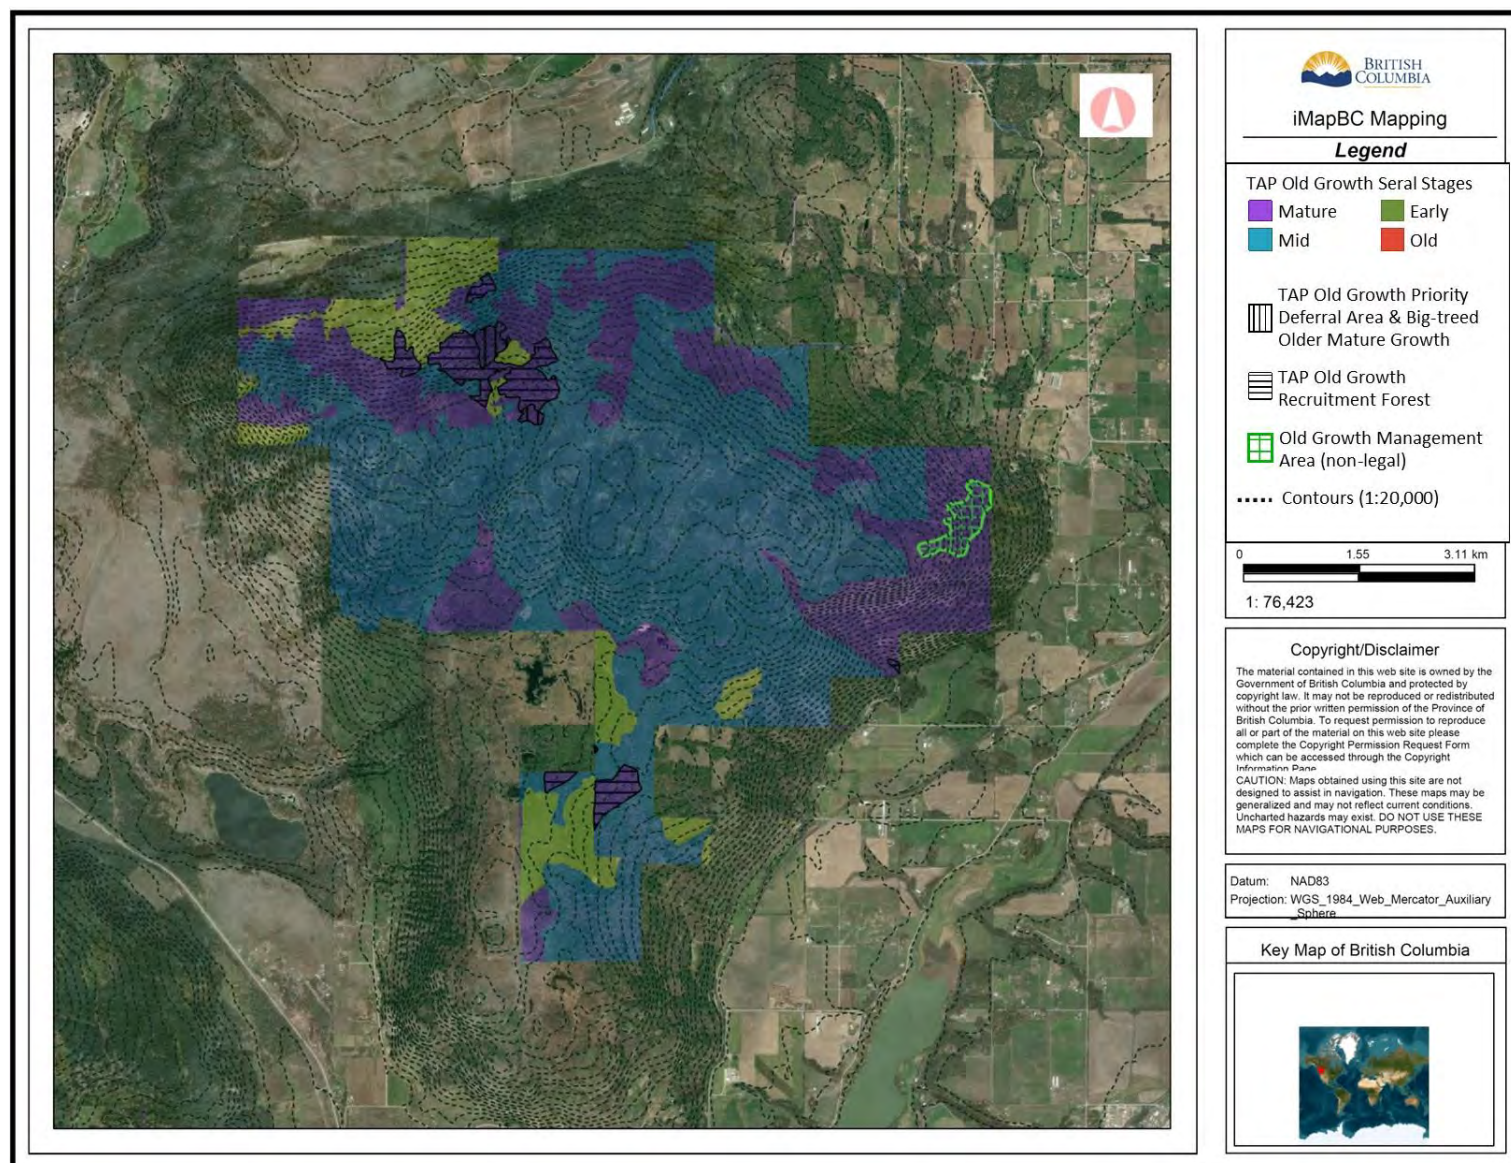 BRITISH
COLUMBIA
iMapBC Mapping
Legend
TAP Old Growth Seral Stages
Mature
Early
Mid
Old
TAP Old Growth Priority
Deferral Area & Big-treed
Older Mature Growth
TAP Old Growth
Recruitment Forest
Old Growth Management
Area (non-legal)
Contours (1:20,000)
0 1.55 3.11 km
1: 76,423
Copyright/Disclaimer
The material contained in this web site is owned by the
Government of British Columbia and protected by
copyright law. It may not be reproduced or redistributed
without the prior written permission of the Province of
British Columbia. To request permission to reproduce
all or part of the material on this web site please
complete the Copyright Permission Request Form
which can be accessed through the Copyright
Information Page.
CAUTION: Maps obtained using this site are not
designed to assist in navigation. These maps may be
generalized and may not reflect current conditions.
Uncharted hazards may exist. DO NOT USE THESE
MAPS FOR NAVIGATIONAL PURPOSES.
Datum: NAD83
Projection: WGS_1984_Web_Mercator_Auxiliary
_Sphere
Key Map of British Columbia